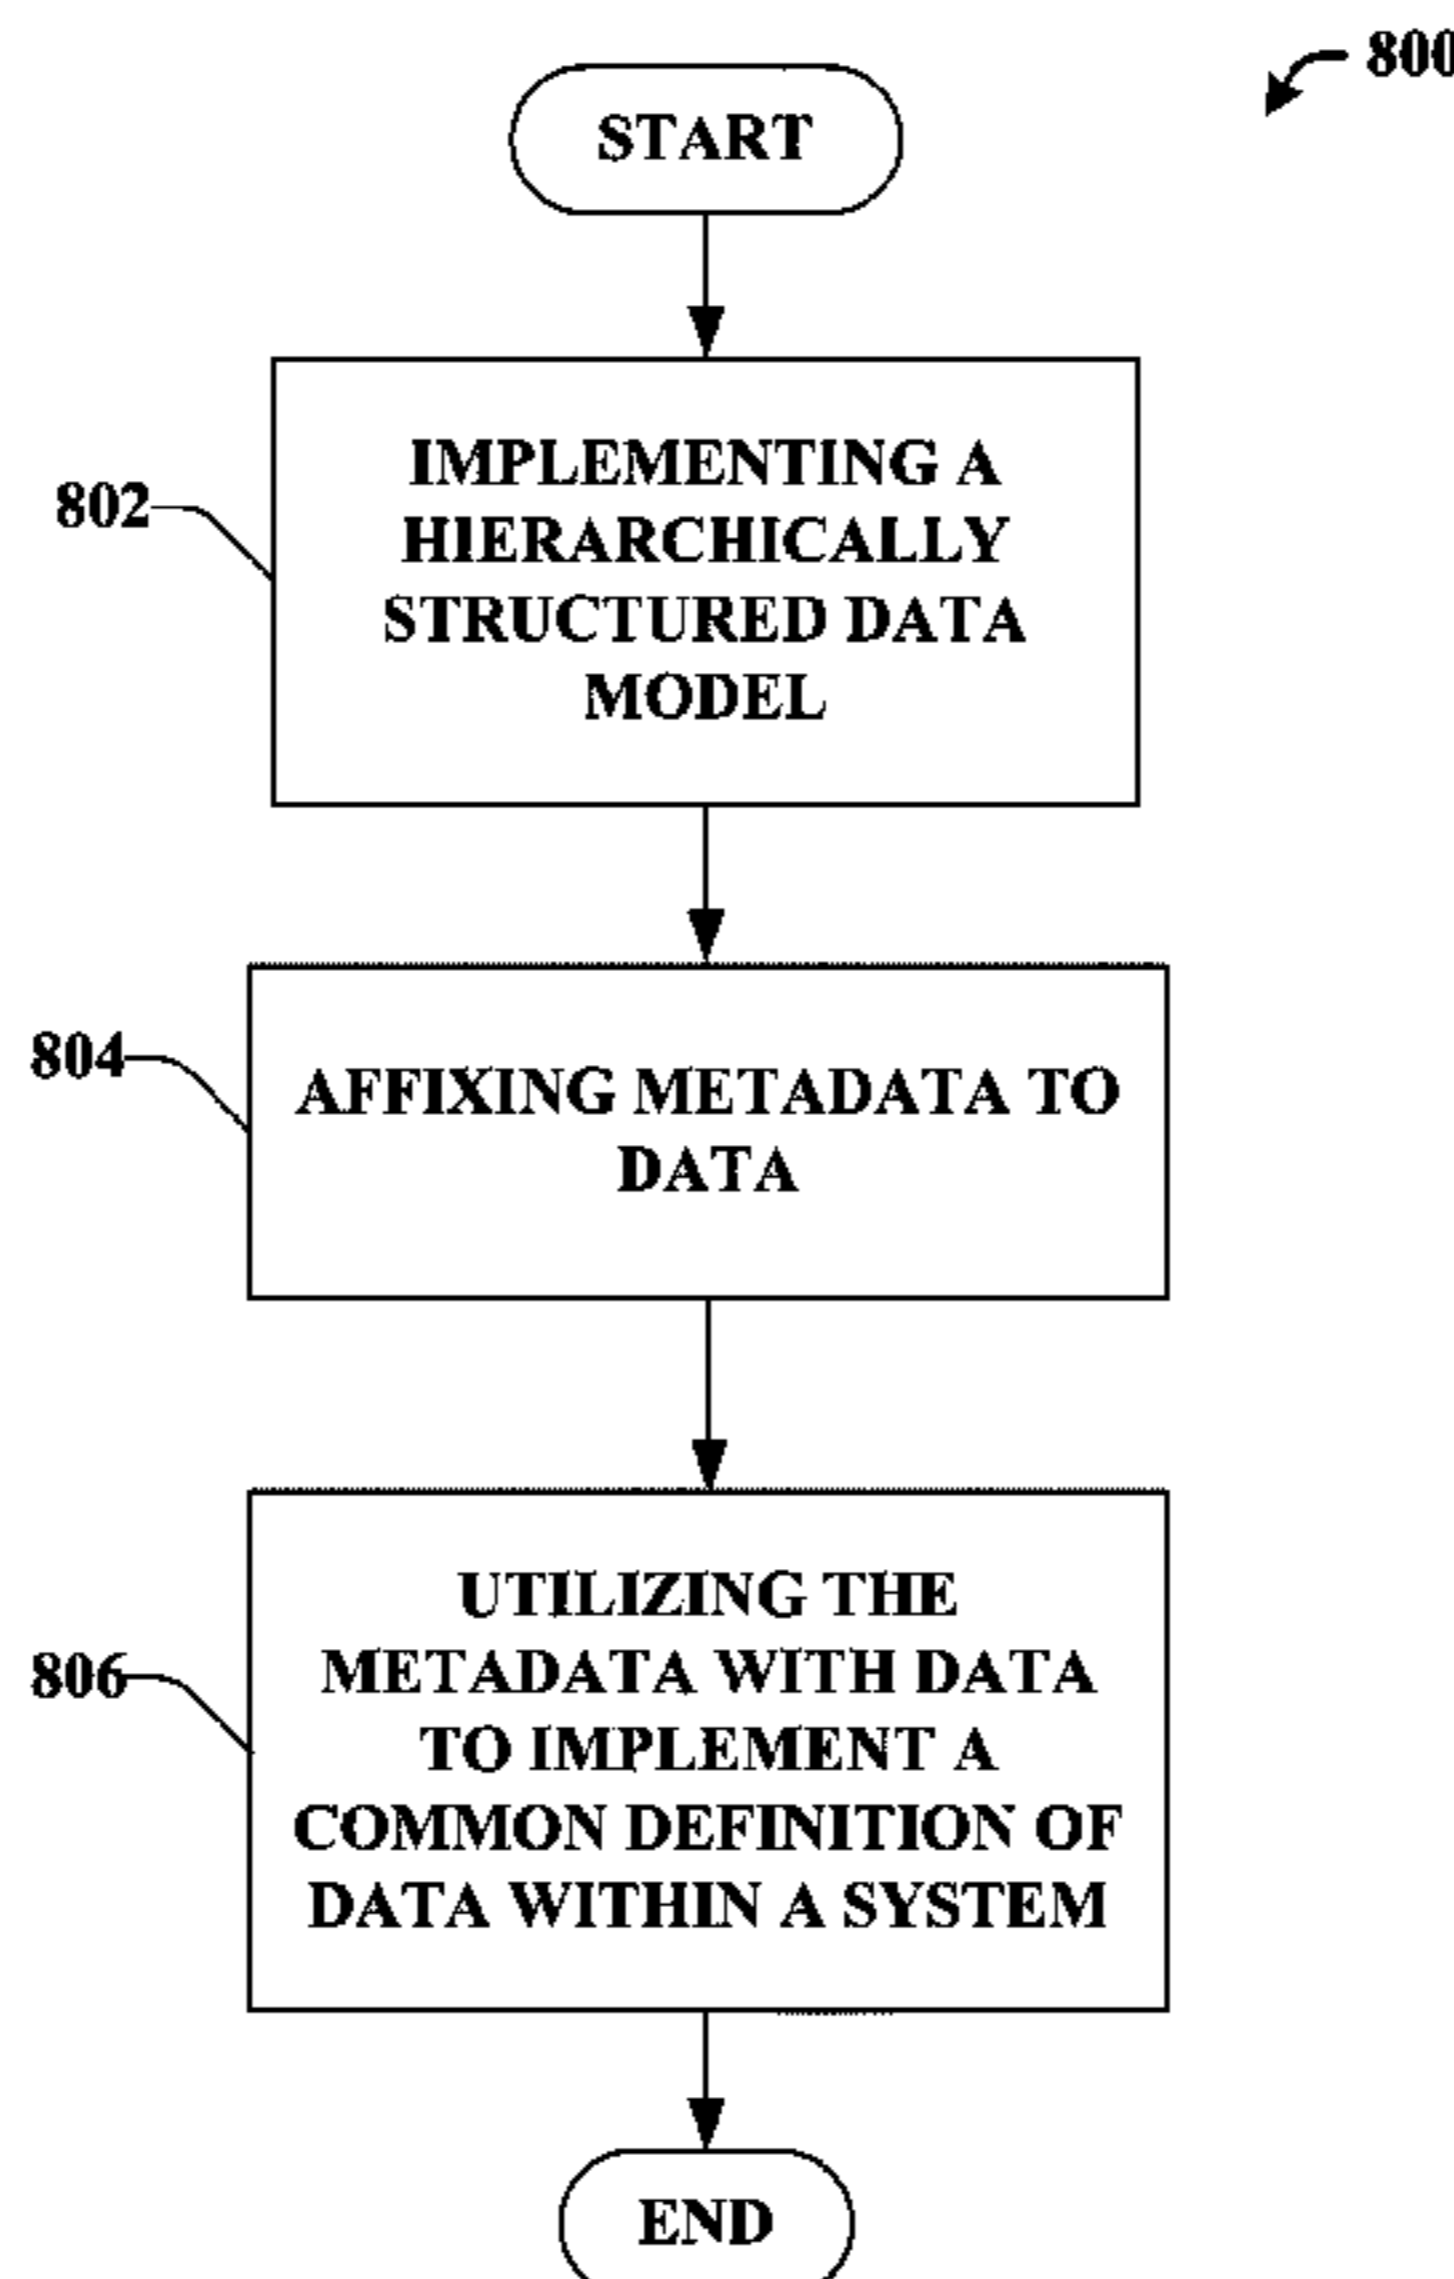 800
START
802
IMPLEMENTING A
HIERARCHICALLY
STRUCTURED DATA
MODEL
804
AFFIXING METADATA TO
DATA
806
UTILIZING THE
METADATA WITH DATA
TO IMPLEMENT A
COMMON DEFINITION OF
DATA WITHIN A SYSTEM
END